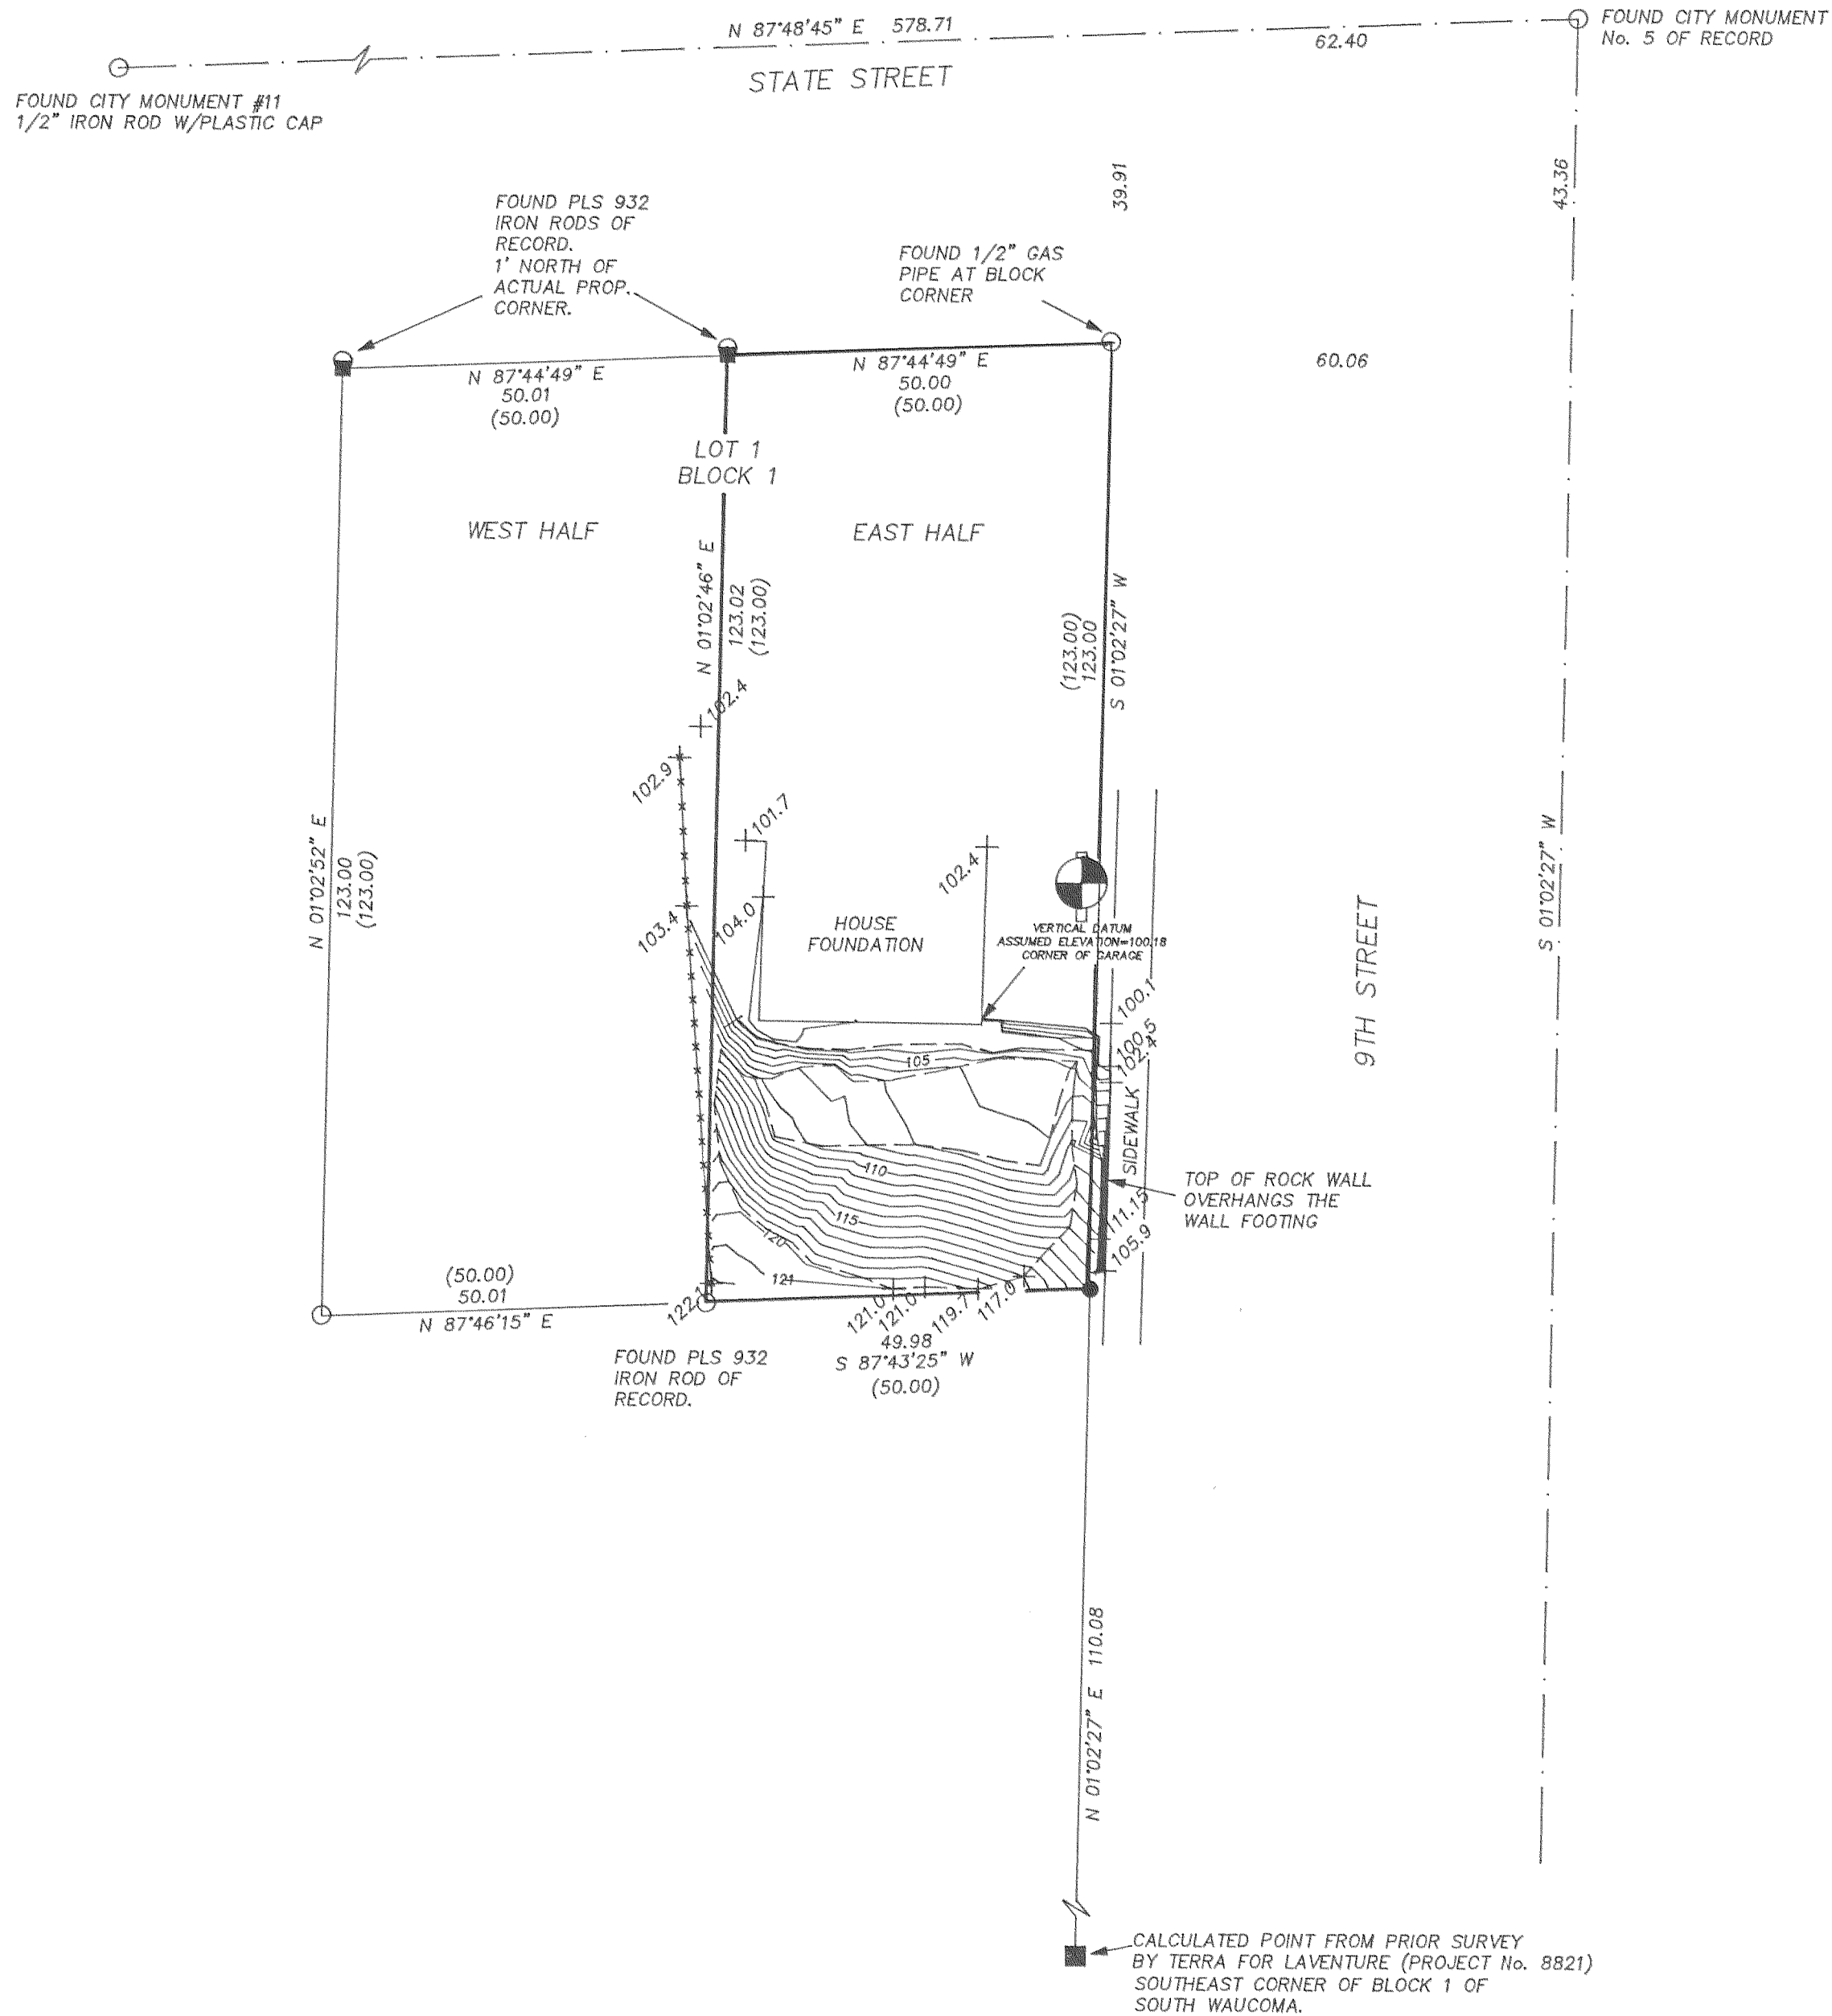 N 87°48'45" E 578.71
62.40
FOUND CITY MONUMENT
No. 5 OF RECORD
STATE STREET
FOUND CITY MONUMENT #11
1/2" IRON ROD W/PLASTIC CAP
39.91
43.36
FOUND PLS 932
IRON RODS OF
RECORD.
1' NORTH OF
ACTUAL PROP.
CORNER.
FOUND 1/2" GAS
PIPE AT BLOCK
CORNER
N 87°44'49" E
50.01
(50.00)
N 87°44'49" E
50.00
(50.00)
60.06
LOT 1
BLOCK 1
WEST HALF
EAST HALF
N 01°02'46" E
123.02
(123.00)
(123.00)
123.00
S 01°02'27" W
102.4
102.9
101.7
102.4
103.4
104.0
N 01°02'52" E
123.00
(123.00)
HOUSE
FOUNDATION
VERTICAL DATUM
ASSUMED ELEVATION=100.18
CORNER OF GARAGE
S 01°02'27" W
9TH STREET
100.1
100.5
102.4
105
SIDEWALK
110
115
120
121
TOP OF ROCK WALL
OVERHANGS THE
WALL FOOTING
111.15
105.9
(50.00)
50.01
N 87°46'15" E
122.1
121.0
121.0
119.7
117.0
49.98
S 87°43'25" W
(50.00)
FOUND PLS 932
IRON ROD OF
RECORD.
N 01°02'27" E 110.08
CALCULATED POINT FROM PRIOR SURVEY
BY TERRA FOR LAVENTURE (PROJECT No. 8821)
SOUTHEAST CORNER OF BLOCK 1 OF
SOUTH WAUCOMA.